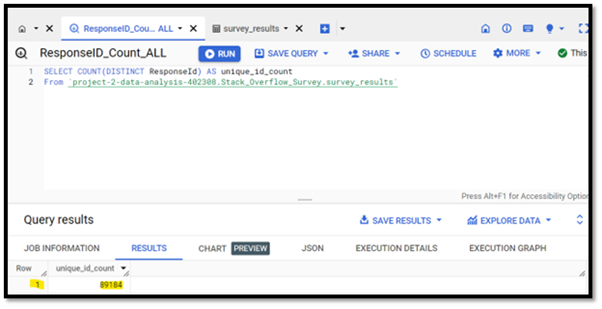 ResponseID_Count_... ALL
survey_results
ResponseID_Count_ALL
RUN
SAVE QUERY
SHARE
SCHEDULE
MORE
This
1 SELECT COUNT(DISTINCT ResponseId) AS unique_id_count
2 From `project-2-data-analysis-402308.Stack_Overflow_Survey.survey_results`
Press Alt+F1 for Accessibility Option
Query results
SAVE RESULTS
EXPLORE DATA
JOB INFORMATION
RESULTS
CHART PREVIEW
JSON
EXECUTION DETAILS
EXECUTION GRAPH
Row unique_id_count
1 89184